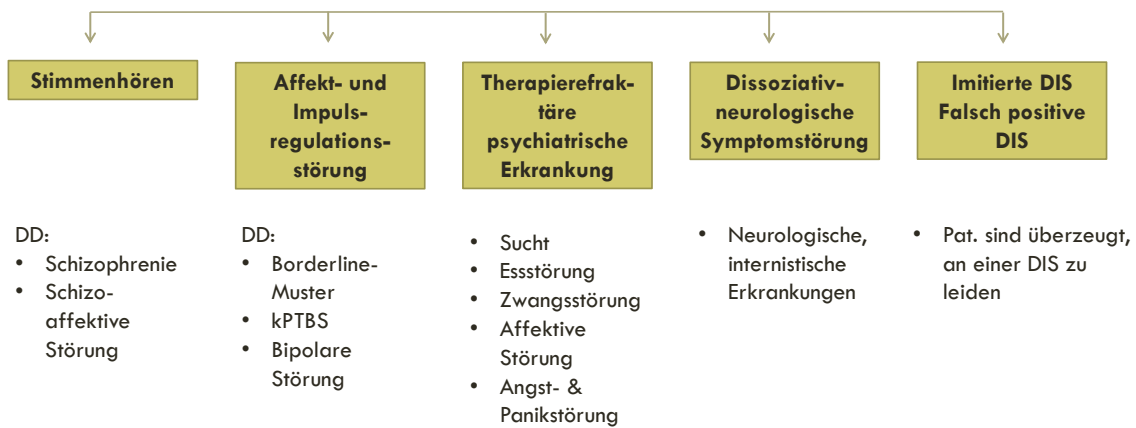 Stimmenhören
Affekt- und
Impuls-
regulations-
störung
Therapierefrak-
täre
psychiatrische
Erkrankung
Dissoziativ-
neurologische
Symptomstörung
Imitierte DIS
Falsch positive
DIS
DD:
• Schizophrenie
• Schizo-
affektive
Störung
DD:
• Borderline-
Muster
• kPTBS
• Bipolare
Störung
• Sucht
• Essstörung
• Zwangsstörung
• Affektive
Störung
• Angst- &
Panikstörung
• Neurologische,
internistische
Erkrankungen
• Pat. sind überzeugt,
an einer DIS zu
leiden